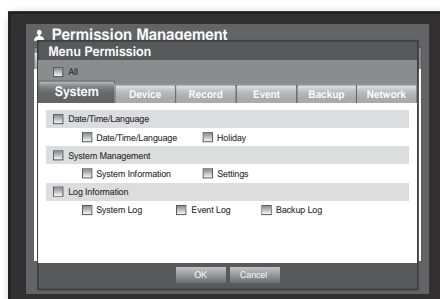 Permission Management
Menu Permission
All
System Device Record Event Backup Network
Date/Time/Language
Date/Time/Language Holiday
System Management
System Information Settings
Log Information
System Log Event Log Backup Log
OK Cancel